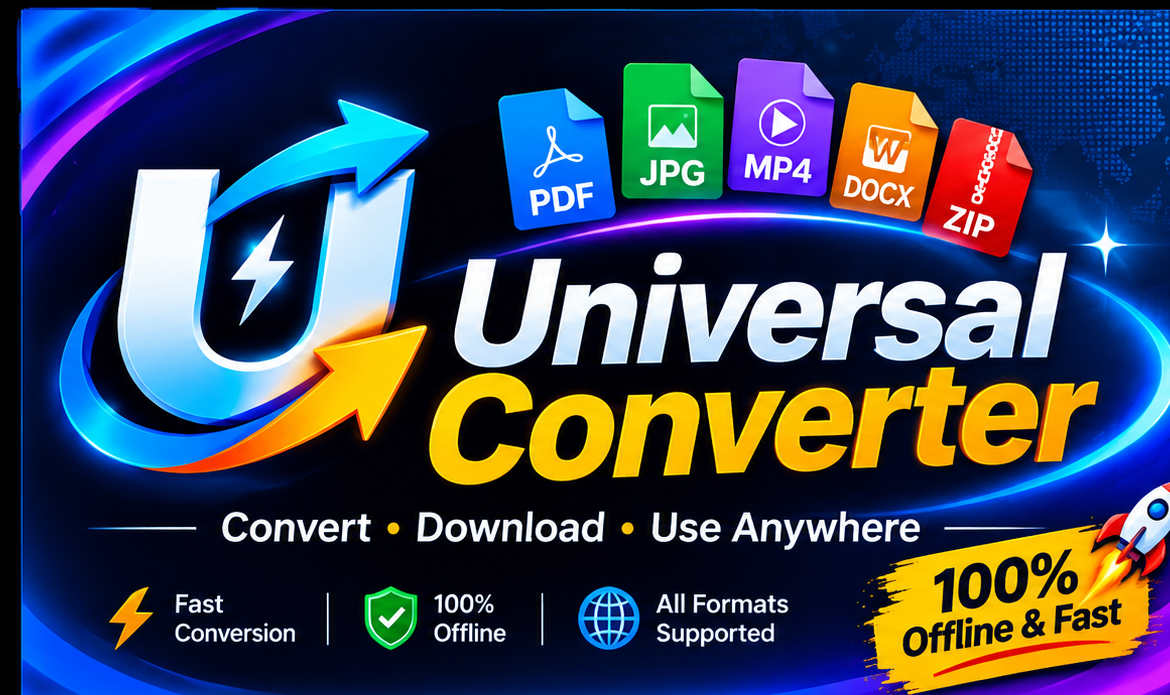 U
PDF
JPG
MP4
W
DOCX
ZIP
Universal
Converter
Convert • Download • Use Anywhere
Fast
Conversion
100%
Offline
All Formats
Supported
100%
Offline & Fast